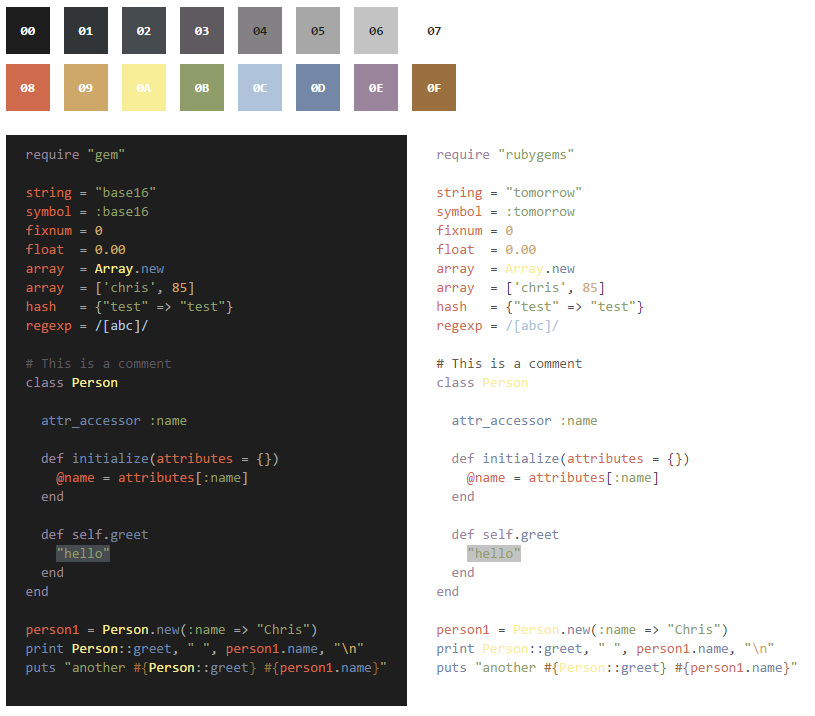 00 01 02 03 04 05 06 07
08 09 0A 0B 0C 0D 0E 0F
require "gem"
string = "base16"
symbol = :base16
fixnum = 0
float  = 0.00
array  = Array.new
array  = ['chris', 85]
hash   = {"test" => "test"}
regexp = /[abc]/
# This is a comment
class Person
  attr_accessor :name
  def initialize(attributes = {})
    @name = attributes[:name]
  end
  def self.greet
    "hello"
  end
end
person1 = Person.new(:name => "Chris")
print Person::greet, " ", person1.name, "\n"
puts "another #{Person::greet} #{person1.name}"
require "rubygems"
string = "tomorrow"
symbol = :tomorrow
fixnum = 0
float  = 0.00
array  = Array.new
array  = ['chris', 85]
hash   = {"test" => "test"}
regexp = /[abc]/
# This is a comment
class Person
  attr_accessor :name
  def initialize(attributes = {})
    @name = attributes[:name]
  end
  def self.greet
    "hello"
  end
end
person1 = Person.new(:name => "Chris")
print Person::greet, " ", person1.name, "\n"
puts "another #{Person::greet} #{person1.name}"